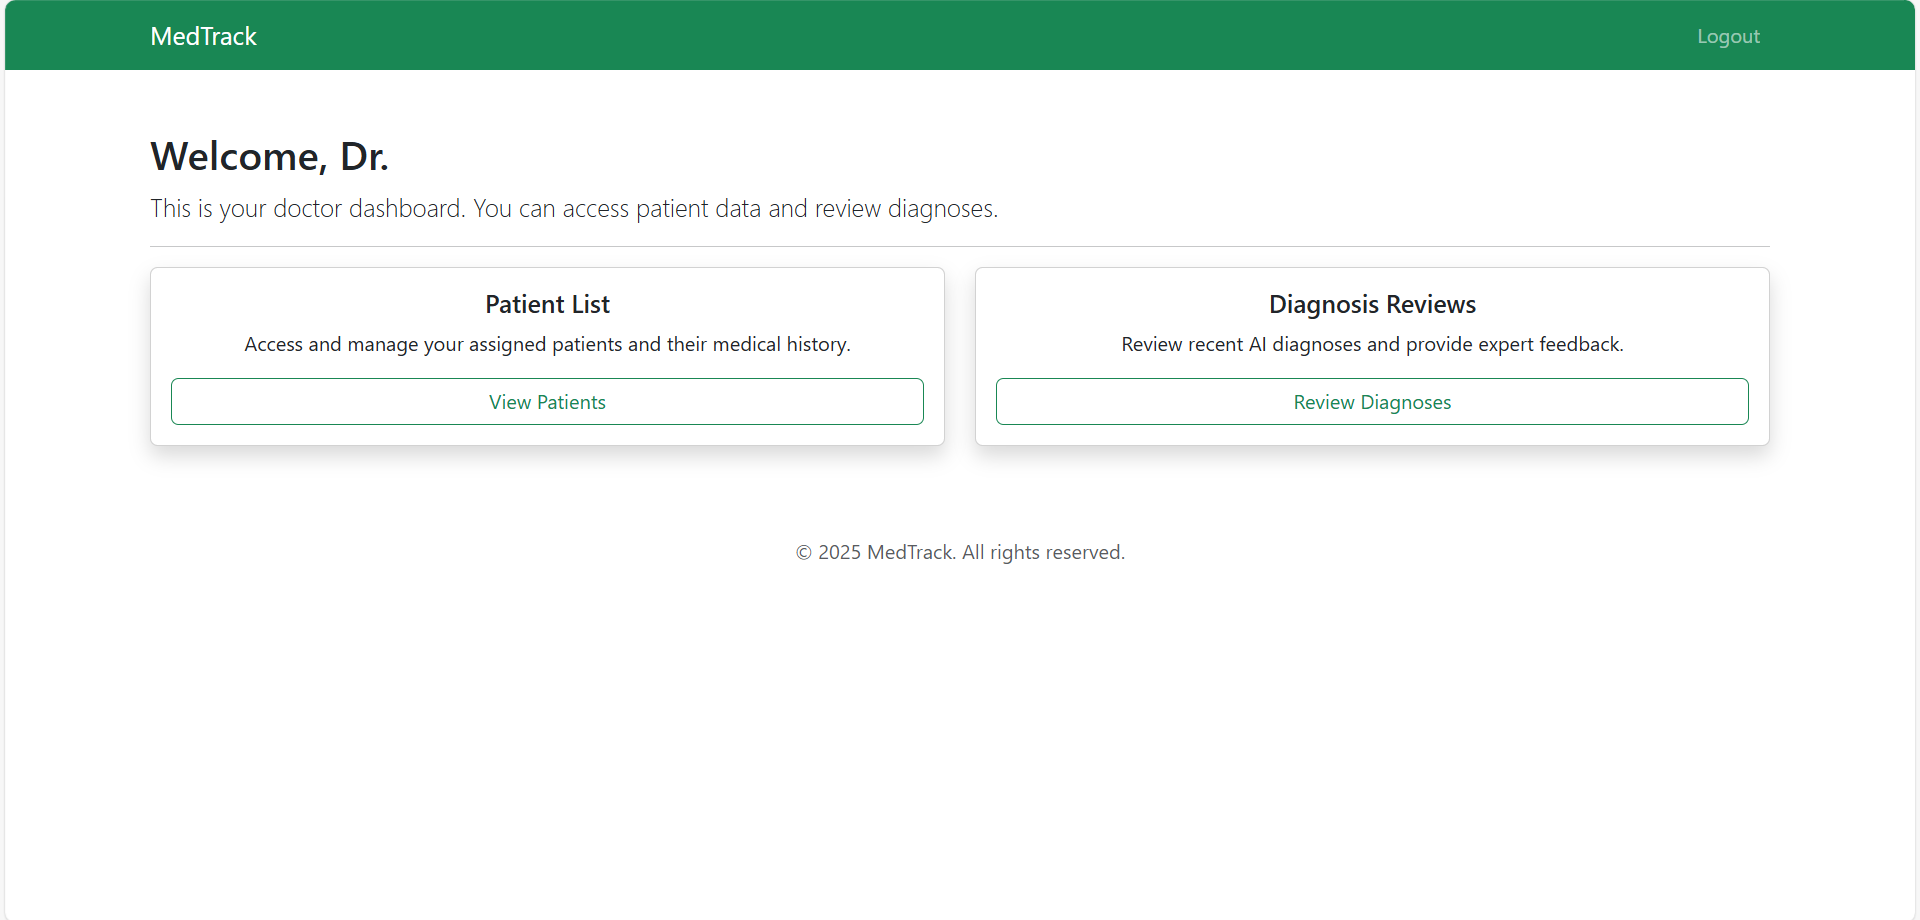 MedTrack
Logout
Welcome, Dr.
This is your doctor dashboard. You can access patient data and review diagnoses.
Patient List
Access and manage your assigned patients and their medical history.
View Patients
Diagnosis Reviews
Review recent AI diagnoses and provide expert feedback.
Review Diagnoses
© 2025 MedTrack. All rights reserved.